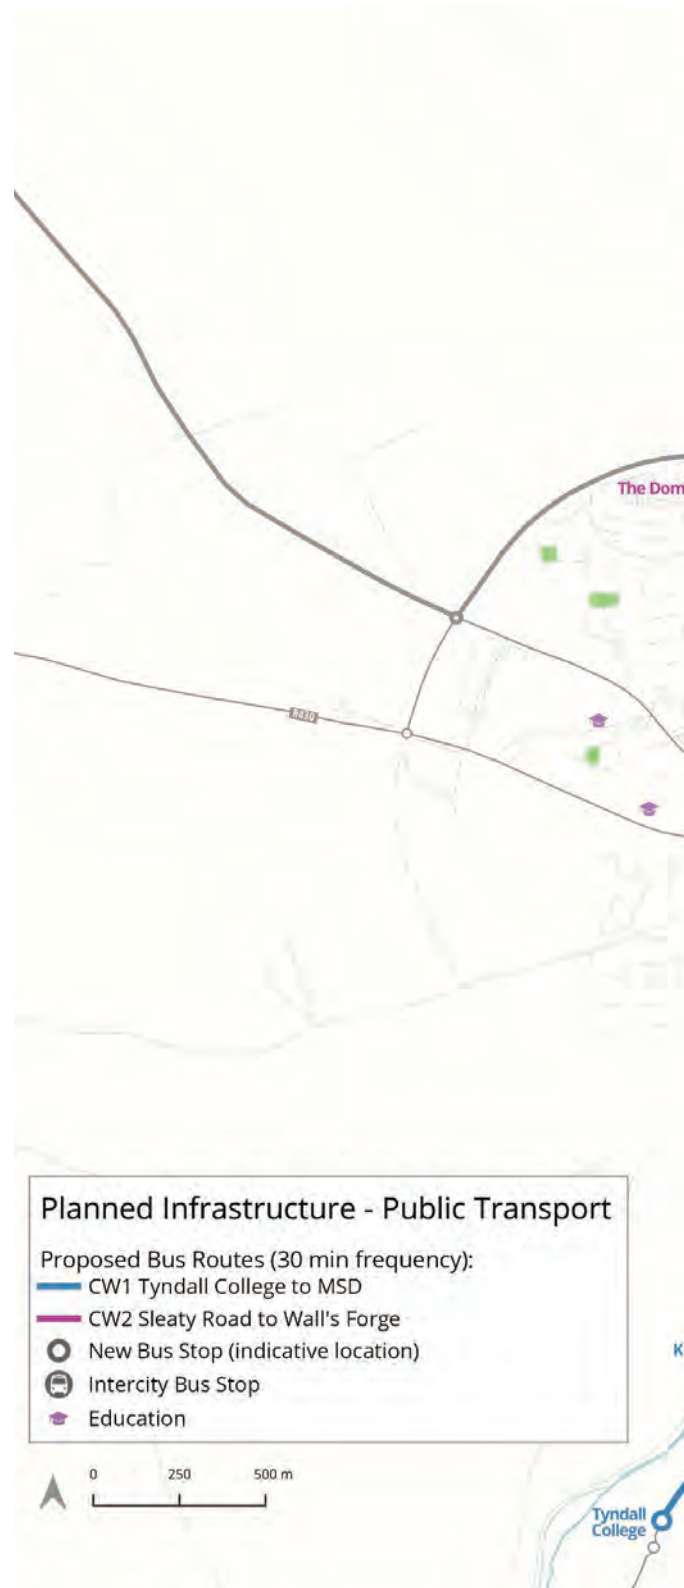 The Dom
R430
Planned Infrastructure - Public Transport
Proposed Bus Routes (30 min frequency):
CW1 Tyndall College to MSD
CW2 Sleaty Road to Wall's Forge
New Bus Stop (indicative location)
Intercity Bus Stop
Education
K
0 250 500 m
Tyndall
College